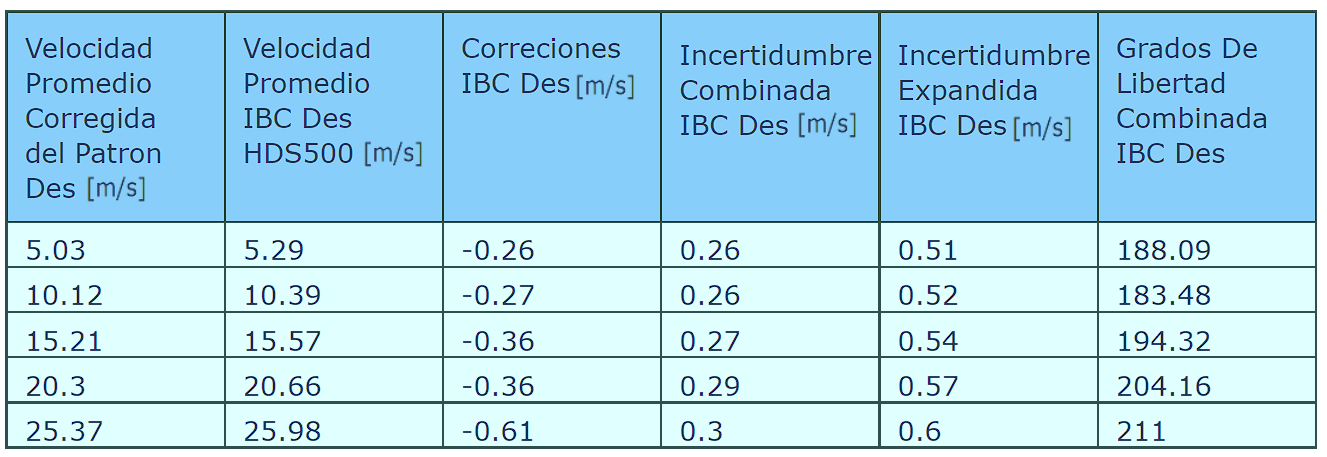 Velocidad
Promedio
Corregida
del Patron
Des [m/s]
Velocidad
Promedio
IBC Des
HDS500 [m/s]
Correciones
IBC Des [m/s]
Incertidumbre
Combinada
IBC Des [m/s]
Incertidumbre
Expandida
IBC Des [m/s]
Grados De
Libertad
Combinada
IBC Des
5.03 5.29 -0.26 0.26 0.51 188.09
10.12 10.39 -0.27 0.26 0.52 183.48
15.21 15.57 -0.36 0.27 0.54 194.32
20.3 20.66 -0.36 0.29 0.57 204.16
25.37 25.98 -0.61 0.3 0.6 211